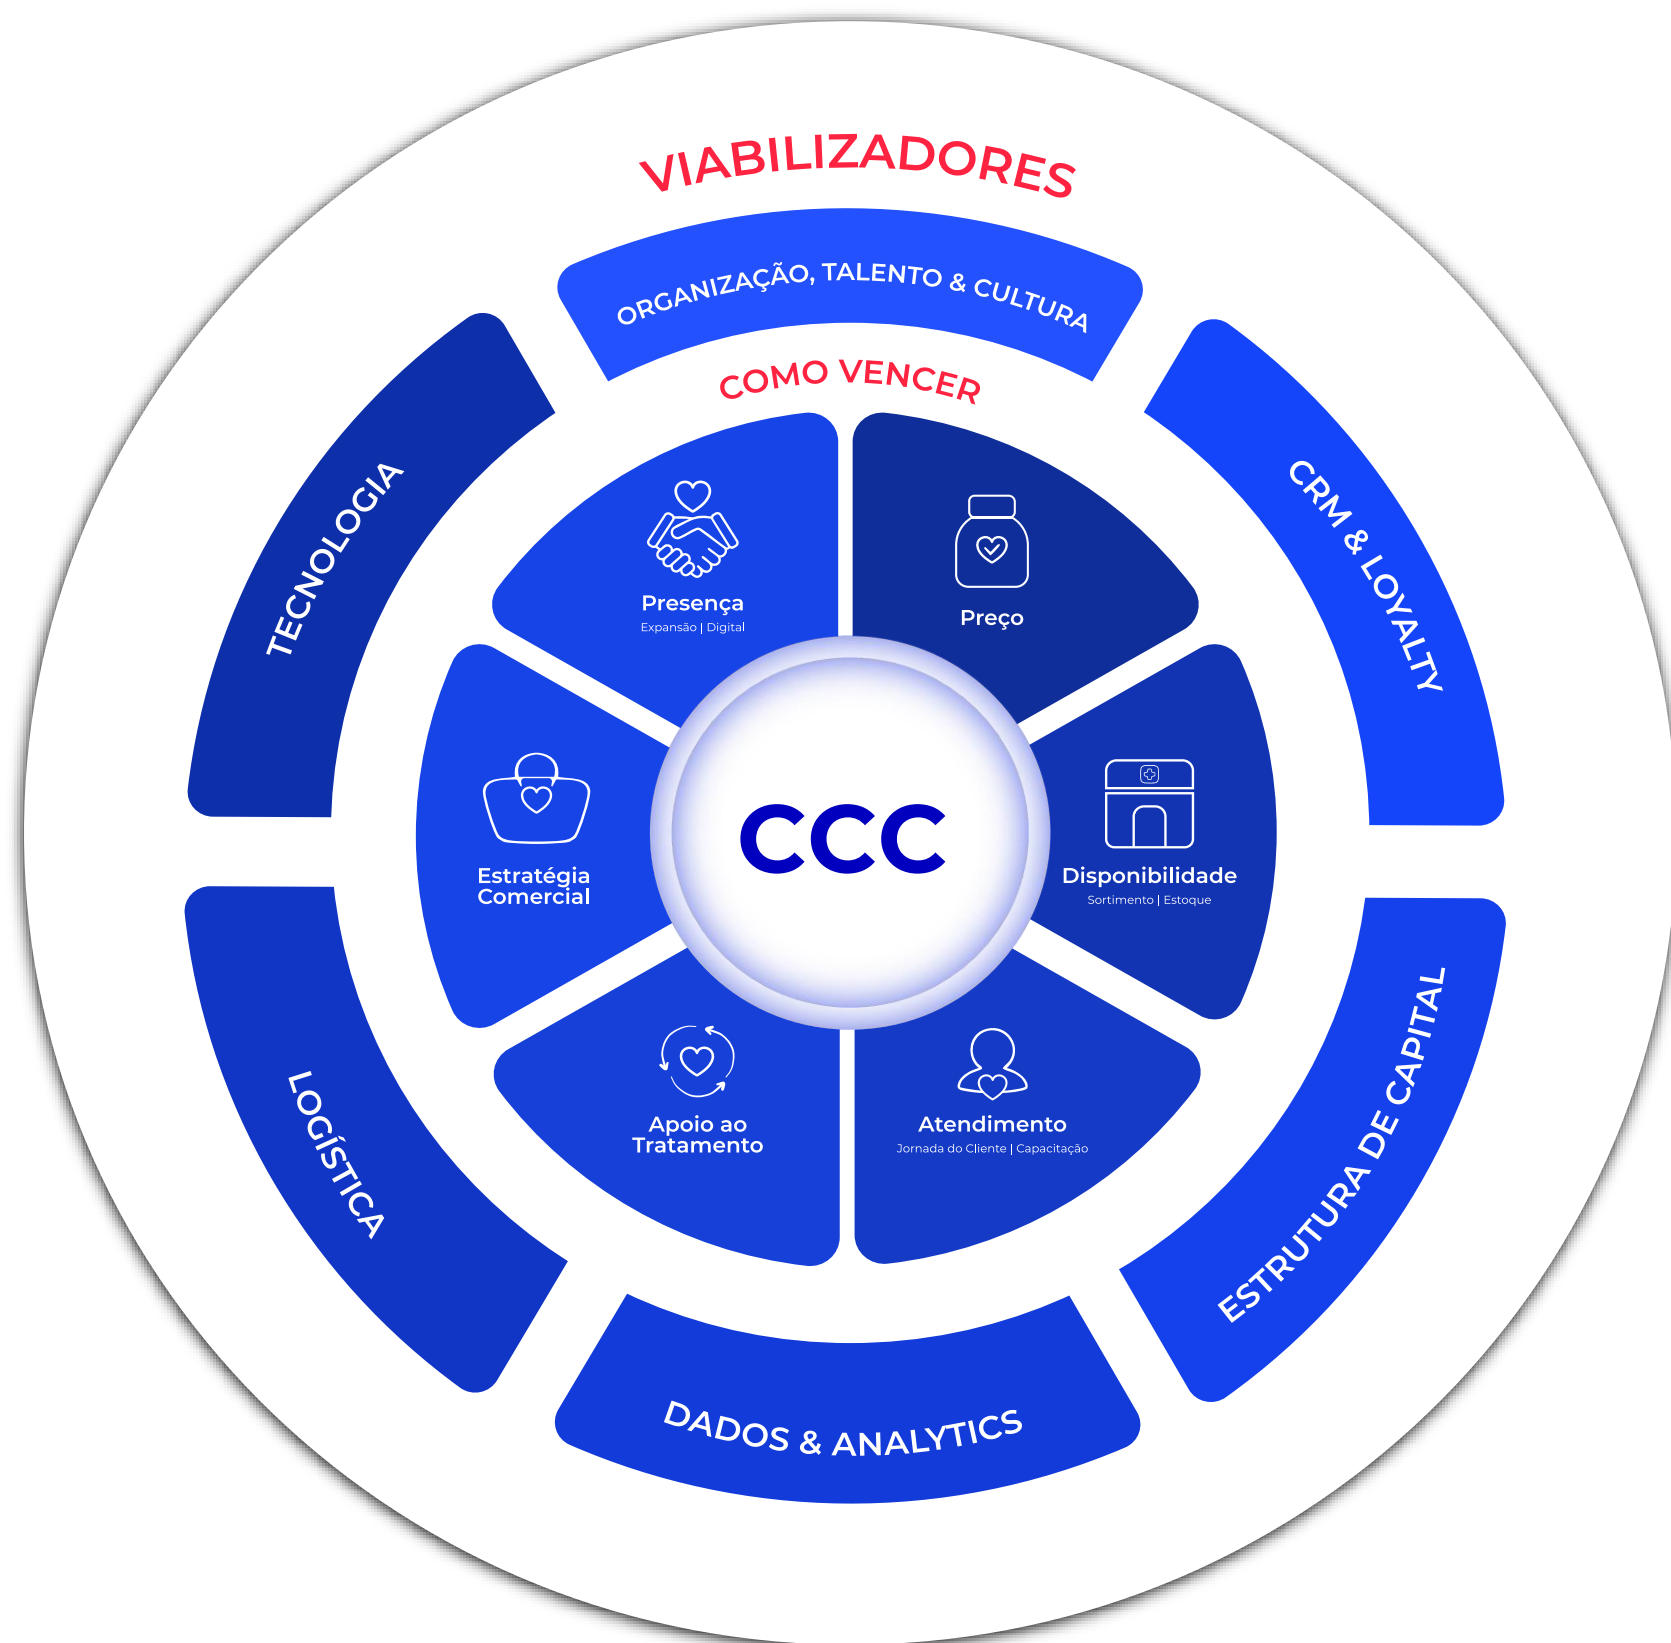 VIABILIZADORES
ORGANIZAÇÃO, TALENTO & CULTURA
CRM & LOYALTY
ESTRUTURA DE CAPITAL
DADOS & ANALYTICS
LOGÍSTICA
TECNOLOGIA
COMO VENCER
Presença
Expansão | Digital
Preço
Disponibilidade
Sortimento | Estoque
Atendimento
Jornada do Cliente | Capacitação
Apoio ao
Tratamento
Estratégia
Comercial
CCC